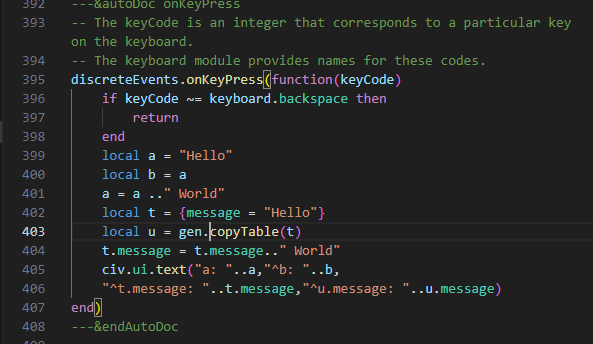 392 ---&autoDoc onKeyPress
393 -- The keyCode is an integer that corresponds to a particular key
on the keyboard.
394 -- The keyboard module provides names for these codes.
395 discreteEvents.onKeyPress(function(keyCode)
396     if keyCode ~= keyboard.backspace then
397         return
398     end
399     local a = "Hello"
400     local b = a
401     a = a .." World"
402     local t = {message = "Hello"}
403     local u = gen.copyTable(t)
404     t.message = t.message.." World"
405     civ.ui.text("a: "..a,"^b: "..b,
406     "^t.message: "..t.message,"^u.message: "..u.message)
407 end)
408 ---&endAutoDoc